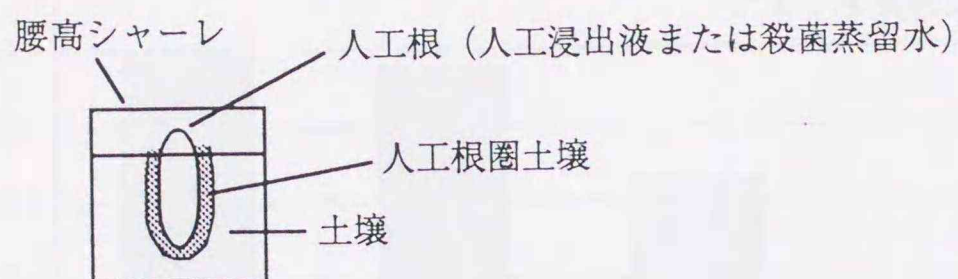 腰高シャーレ
人工根（人工浸出液または殺菌蒸留水）
人工根圏土壌
土壌